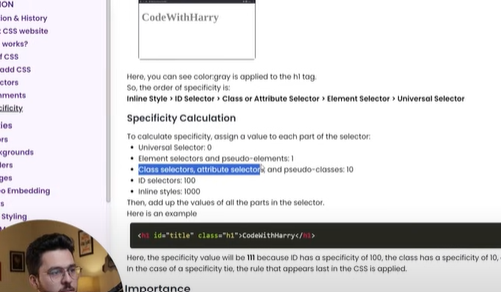 ION
ion & History
CSS website
works?
f CSS
add CSS
ctors
mments
ificity
ies
rs
kgrounds
ders
ges
o Embedding
s
Styling
CodeWithHarry
Here, you can see color:gray is applied to the h1 tag.
So, the order of specificity is:
Inline Style > ID Selector > Class or Attribute Selector > Element Selector > Universal Selector
Specificity Calculation
To calculate specificity, assign a value to each part of the selector:
• Universal Selector: 0
• Element selectors and pseudo-elements: 1
• Class selectors, attribute selectors, and pseudo-classes: 10
• ID selectors: 100
• Inline styles: 1000
Then, add up the values of all the parts in the selector.
Here is an example
<h1 id="title" class="h1">CodeWithHarry</h1>
Here, the specificity value will be 111 because ID has a specificity of 100, the class has a specificity of 10,
In the case of a specificity tie, the rule that appears last in the CSS is applied.
Importance